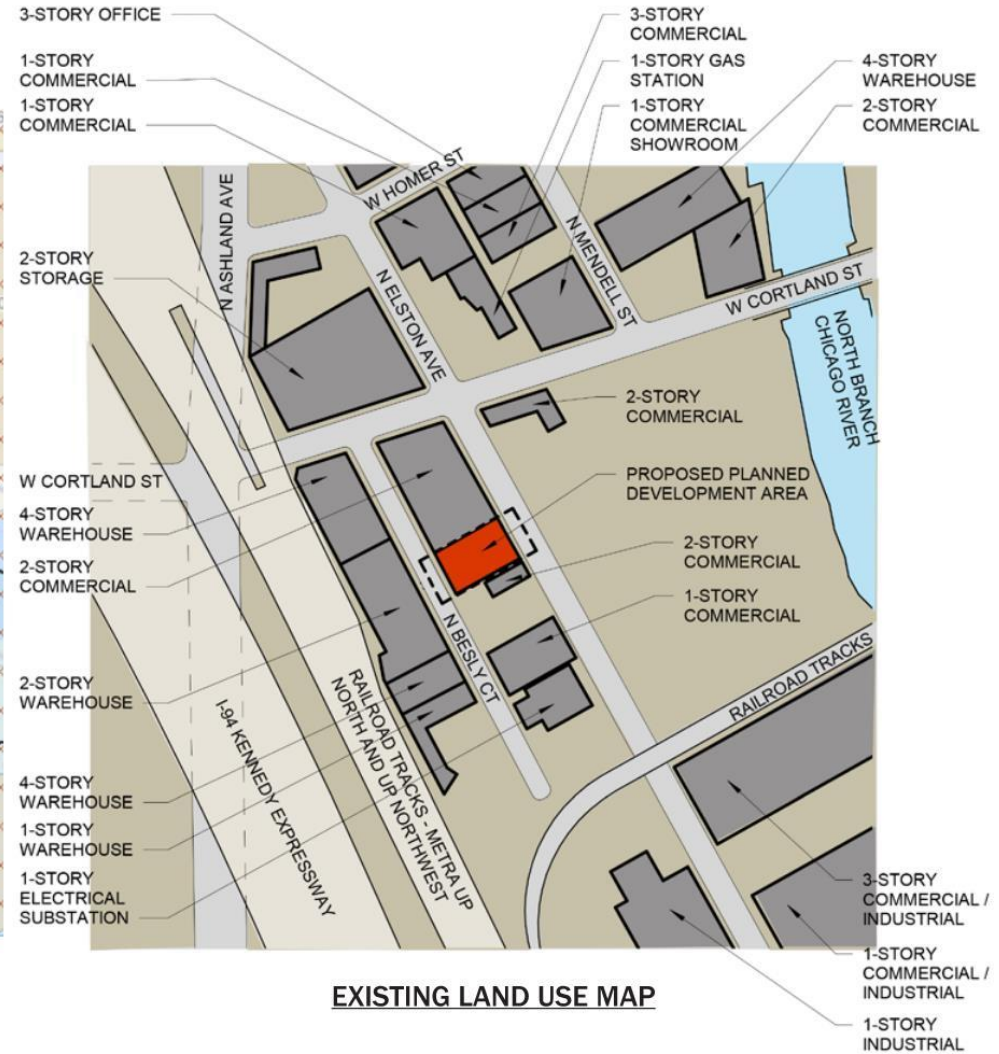 3-STORY OFFICE
1-STORY
COMMERCIAL
1-STORY
COMMERCIAL
3-STORY
COMMERCIAL
1-STORY GAS
STATION
1-STORY
COMMERCIAL
SHOWROOM
4-STORY
WAREHOUSE
2-STORY
COMMERCIAL
W HOMER ST
N ASHLAND AVE
N MENDELL ST
N ELSTON AVE
W CORTLAND ST
NORTH BRANCH
CHICAGO RIVER
2-STORY
STORAGE
2-STORY
COMMERCIAL
PROPOSED PLANNED
DEVELOPMENT AREA
2-STORY
COMMERCIAL
1-STORY
COMMERCIAL
W CORTLAND ST
4-STORY
WAREHOUSE
2-STORY
COMMERCIAL
N BESLY CT
RAILROAD TRACKS
2-STORY
WAREHOUSE
RAILROAD TRACKS - METRA UP
NORTH AND UP NORTHWEST
I-94 KENNEDY EXPRESSWAY
4-STORY
WAREHOUSE
1-STORY
WAREHOUSE
1-STORY
ELECTRICAL
SUBSTATION
3-STORY
COMMERCIAL /
INDUSTRIAL
1-STORY
COMMERCIAL /
INDUSTRIAL
1-STORY
INDUSTRIAL
EXISTING LAND USE MAP